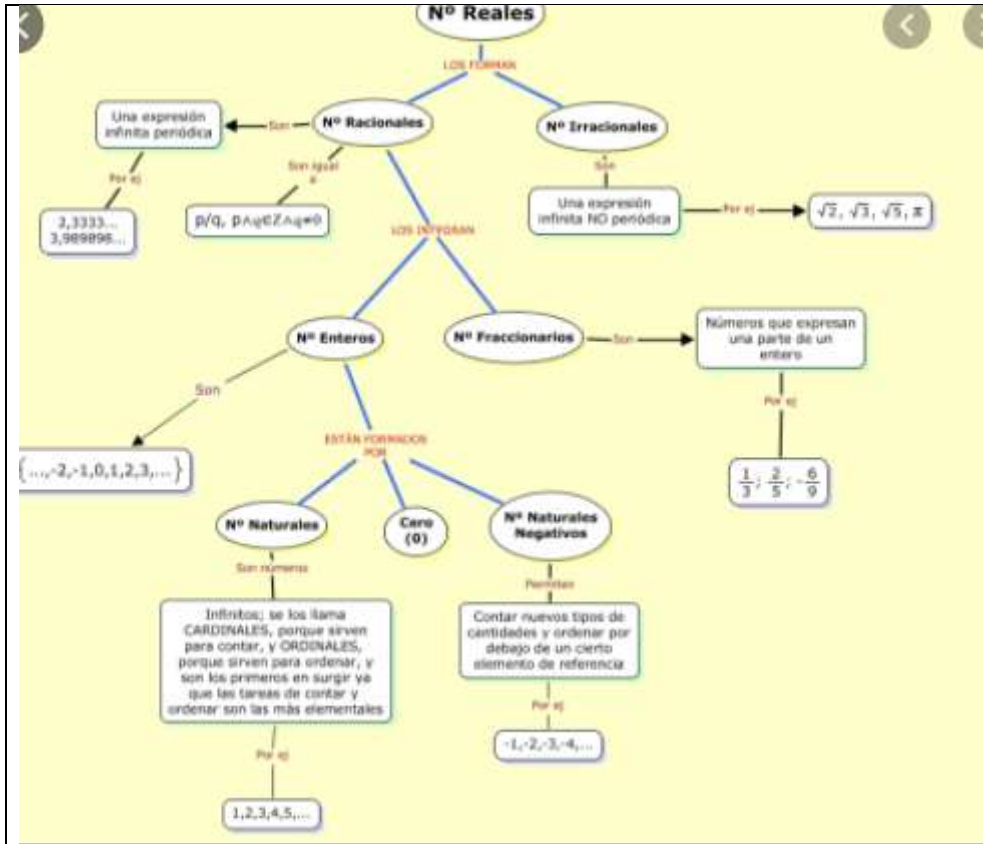 Nº Reales
LOS FORMAN
Una expresión
infinita periódica
Son
Nº Racionales
Nº Irracionales
Por ej
Son igual
a
Son
2,3333...
3,989898...
p/q, p∧q∈Z∧q≠0
Una expresión
infinita NO periódica
Por ej
√2, √3, √5, π
LOS INTEGRAN
Nº Enteros
Nº Fraccionarios
Son
Números que expresan
una parte de un
entero
Son
Por ej
{...,-2,-1,0,1,2,3,...}
ESTÁN FORMADOS
POR
1/3; 2/5; -6/9
Nº Naturales
Cero
(0)
Nº Naturales
Negativos
Son números
Permiten
Infinitos; se los llama
CARDINALES, porque sirven
para contar, y ORDINALES,
porque sirven para ordenar, y
son los primeros en surgir ya
que las tareas de contar y
ordenar son las más elementales
Contar nuevos tipos de
cantidades y ordenar por
debajo de un cierto
elemento de referencia
Por ej
Por ej
-1,-2,-3,-4,...
1,2,3,4,5,...